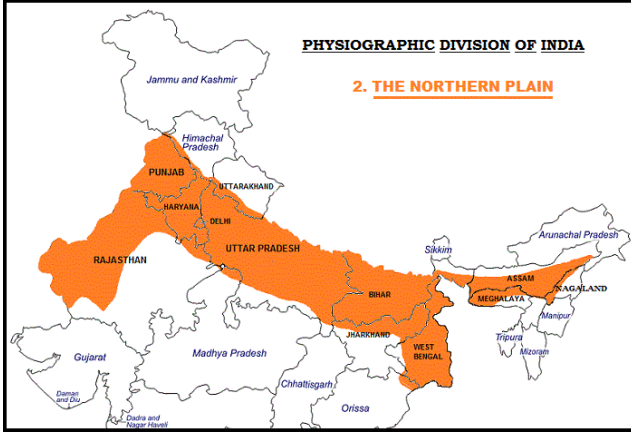 PHYSIOGRAPHIC DIVISION OF INDIA
2. THE NORTHERN PLAIN
Jammu and Kashmir
Himachal
Pradesh
PUNJAB
UTTARAKHAND
HARYANA
DELHI
UTTAR PRADESH
RAJASTHAN
Sikkim
Arunachal Pradesh
ASSAM
NAGALAND
MEGHALAYA
BIHAR
Manipur
Tripura
Mizoram
JHARKHAND
WEST
BENGAL
Gujarat
Madhya Pradesh
Chhattisgarh
Orissa
Daman
and Diu
Dadra and
Nagar Haveli